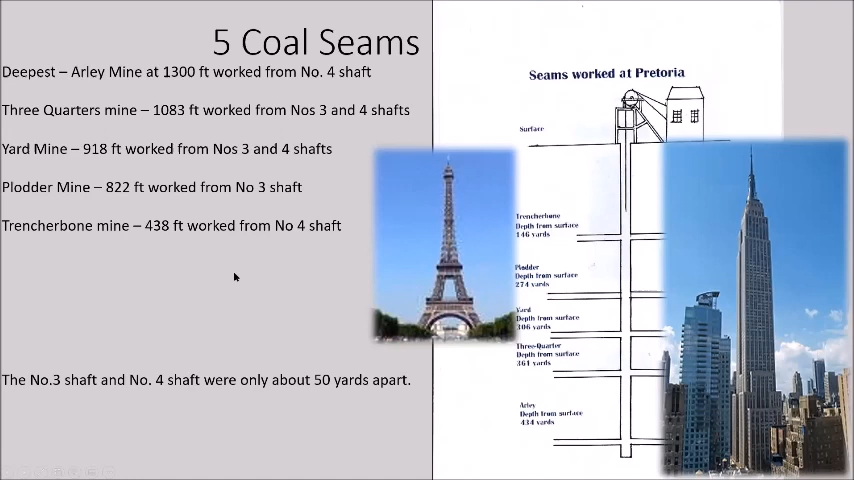 5 Coal Seams
Deepest – Arley Mine at 1300 ft worked from No. 4 shaft
Three Quarters mine – 1083 ft worked from Nos 3 and 4 shafts
Yard Mine – 918 ft worked from Nos 3 and 4 shafts
Plodder Mine – 822 ft worked from No 3 shaft
Trencherbone mine – 438 ft worked from No 4 shaft
The No.3 shaft and No. 4 shaft were only about 50 yards apart.
Seams worked at Pretoria
Surface
Trencherbone
Depth from surface
146 yards
Plodder
Depth from surface
274 yards
Yard
Depth from surface
306 yards
Three-Quarter
Depth from surface
361 yards
Arley
Depth from surface
434 yards